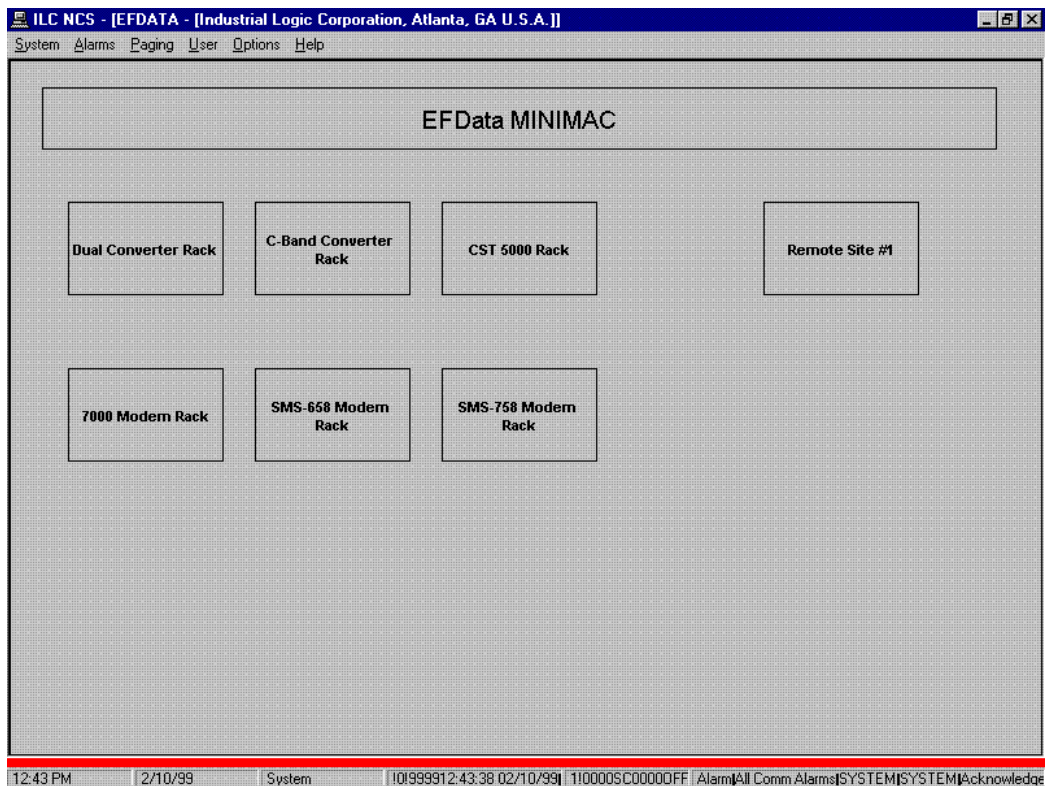 ILC NCS - [EFDATA - [Industrial Logic Corporation, Atlanta, GA U.S.A.]]
System Alarms Paging User Options Help
EFData MINIMAC
Dual Converter Rack
C-Band Converter
Rack
CST 5000 Rack
Remote Site #1
7000 Modem Rack
SMS-658 Modem
Rack
SMS-758 Modem
Rack
12:43 PM 2/10/99 System !0!999912:43:38 02/10/99| 1!0000SC0000OFF Alarm|All Comm Alarms|SYSTEM|SYSTEM|Acknowledge